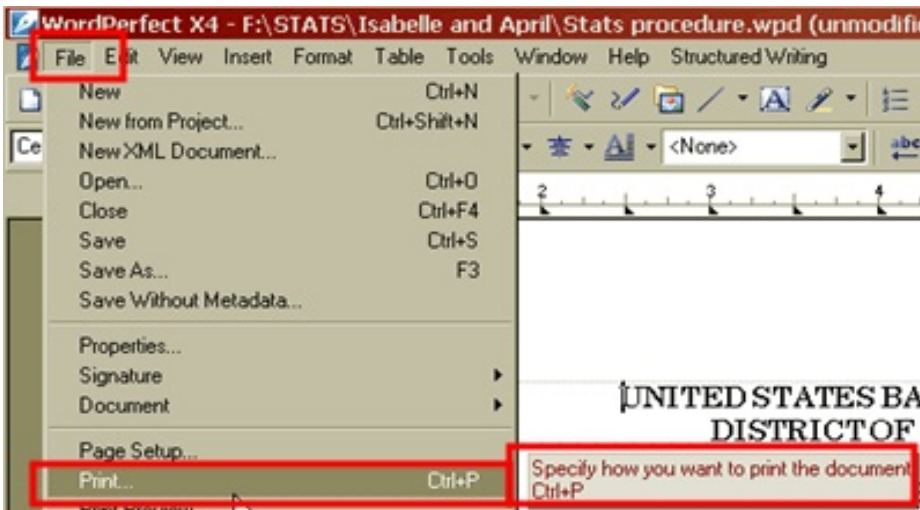 WordPerfect X4 - F:\STATS\Isabelle and April\Stats procedure.wpd (unmodifi
File Edit View Insert Format Table Tools Window Help Structured Writing
New Ctrl+N
New from Project... Ctrl+Shift+N
New XML Document...
Open... Ctrl+O
Close Ctrl+F4
Save Ctrl+S
Save As... F3
Save Without Metadata...
Properties...
Signature
Document
Page Setup...
Print... Ctrl+P
Ce
<None>
abc
2 3 4
UNITED STATES BA
DISTRICT OF
Specify how you want to print the document
Ctrl+P